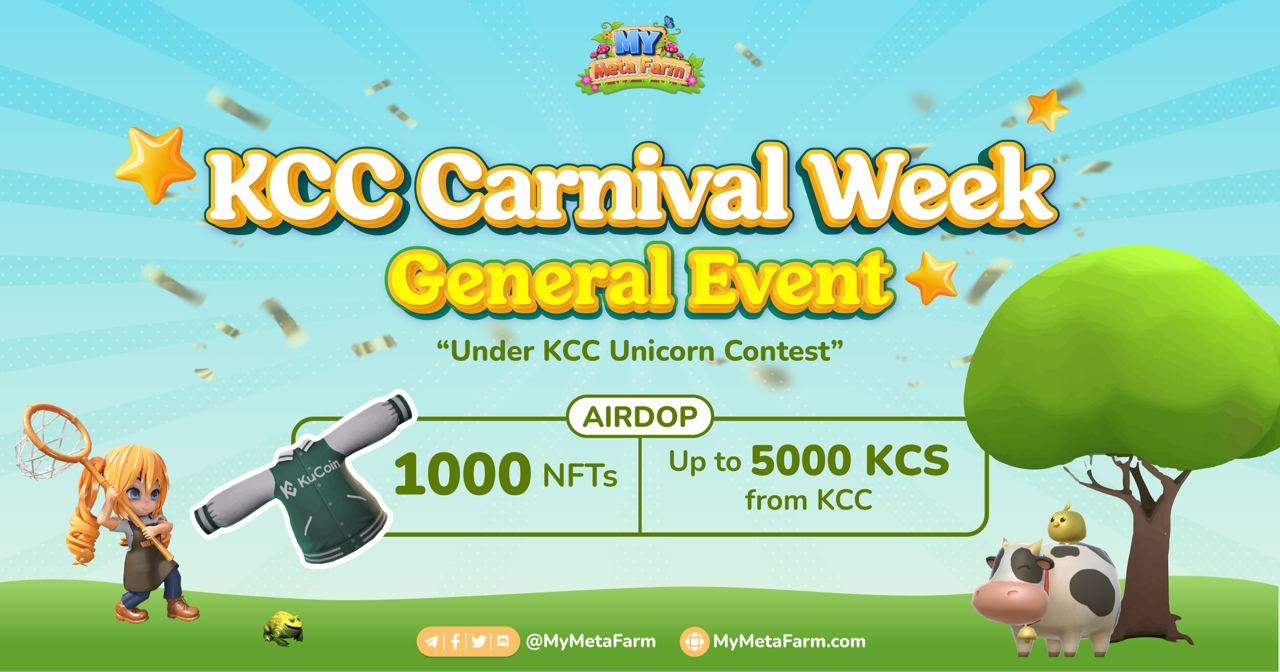 MY
Meta Farm
KCC Carnival Week
General Event
“Under KCC Unicorn Contest”
AIRDOP
KuCoin
1000 NFTs
Up to 5000 KCS
from KCC
@MyMetaFarm
MyMetaFarm.com